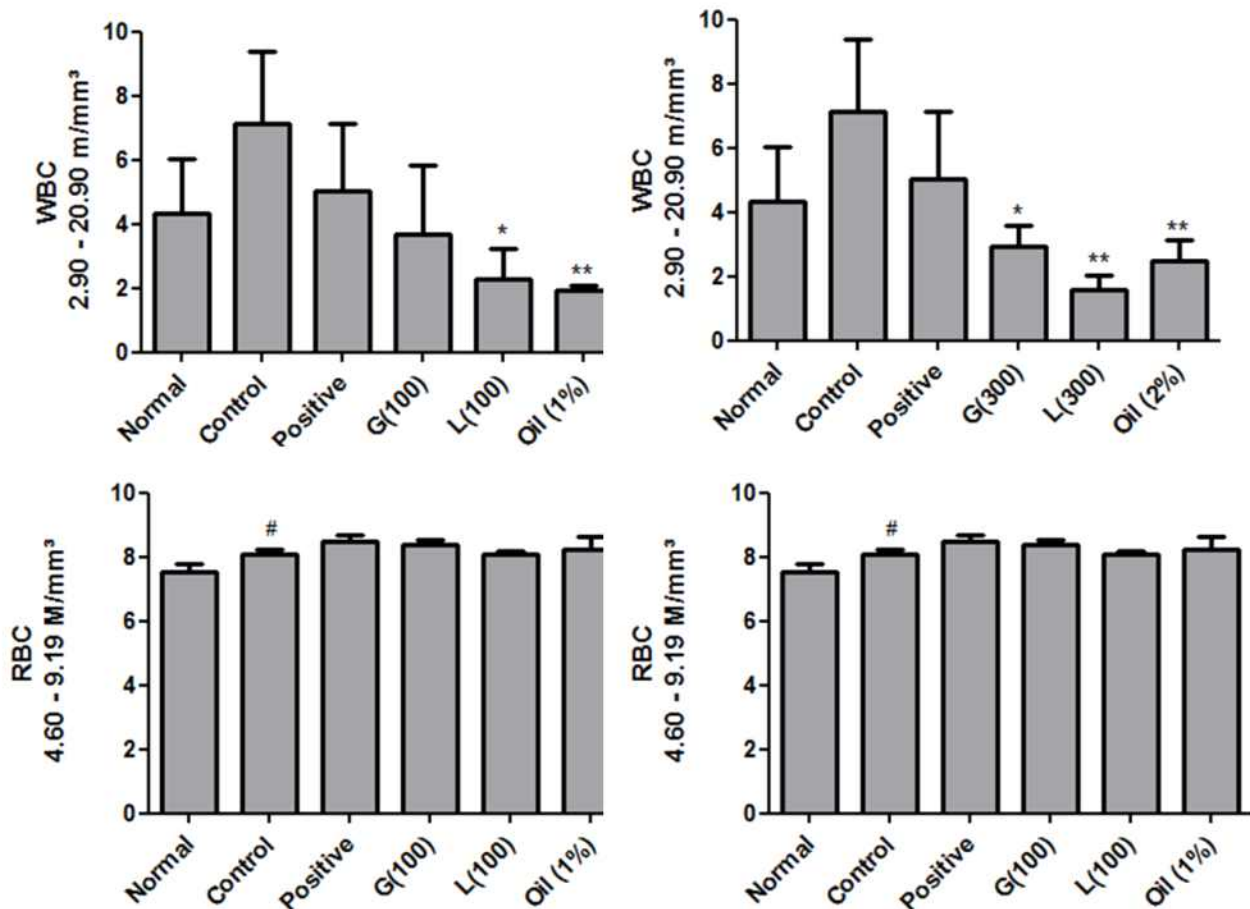 WBC
2.90 - 20.90 m/mm³
10
8
6
4
2
0
*
**
Normal
Control
Positive
G(100)
L(100)
Oil (1%)
WBC
2.90 - 20.90 m/mm³
10
8
6
4
2
0
*
**
**
Normal
Control
Positive
G(300)
L(300)
Oil (2%)
RBC
4.60 - 9.19 M/mm³
10
8
6
4
2
0
#
Normal
Control
Positive
G(100)
L(100)
Oil (1%)
RBC
4.60 - 9.19 M/mm³
10
8
6
4
2
0
#
Normal
Control
Positive
G(100)
L(100)
Oil (1%)